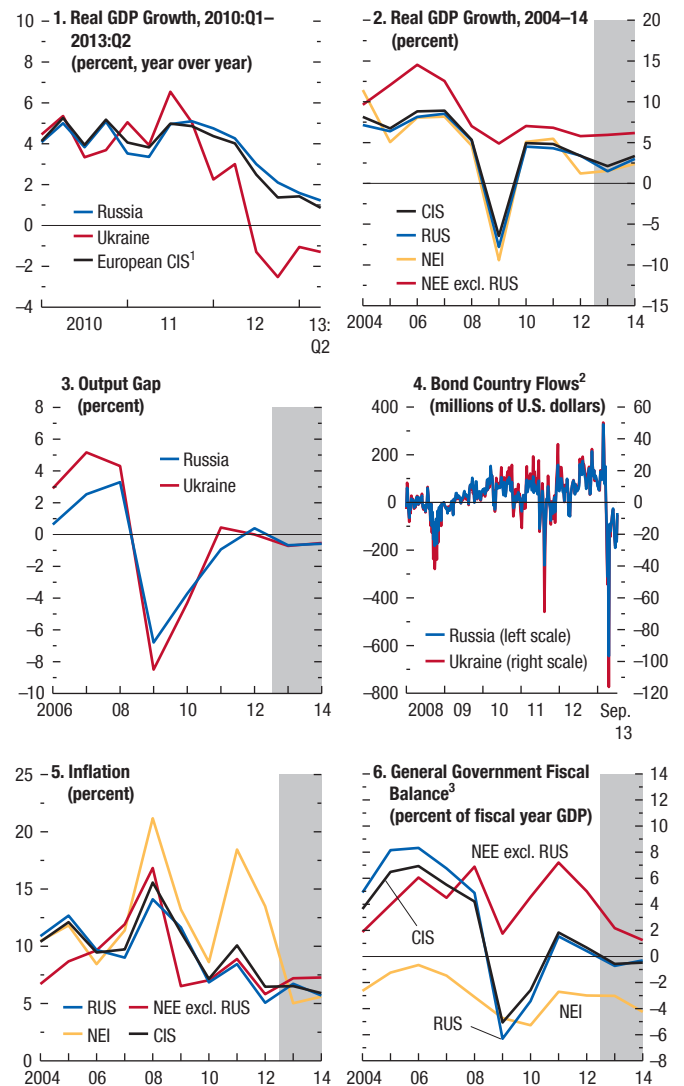 1. Real GDP Growth, 2010:Q1–
2013:Q2
(percent, year over year)
10
8
6
4
2
0
–2
–4
Russia
Ukraine
European CIS1
2010
11
12
13:
Q2
2. Real GDP Growth, 2004–14
(percent)
20
15
10
5
0
–5
–10
–15
CIS
RUS
NEI
NEE excl. RUS
2004 06 08 10 12 14
3. Output Gap
(percent)
8
6
4
2
0
–2
–4
–6
–8
–10
Russia
Ukraine
2006 08 10 12 14
4. Bond Country Flows2
(millions of U.S. dollars)
400
200
0
–200
–400
–600
–800
60
40
20
0
–20
–40
–60
–80
–100
–120
Russia (left scale)
Ukraine (right scale)
2008 09 10 11 12 Sep.
13
5. Inflation
(percent)
25
20
15
10
5
0
RUS NEE excl. RUS
NEI CIS
2004 06 08 10 12 14
6. General Government Fiscal
Balance3
(percent of fiscal year GDP)
14
12
10
8
6
4
2
0
–2
–4
–6
–8
NEE excl. RUS
CIS
RUS
NEI
2004 06 08 10 12 14